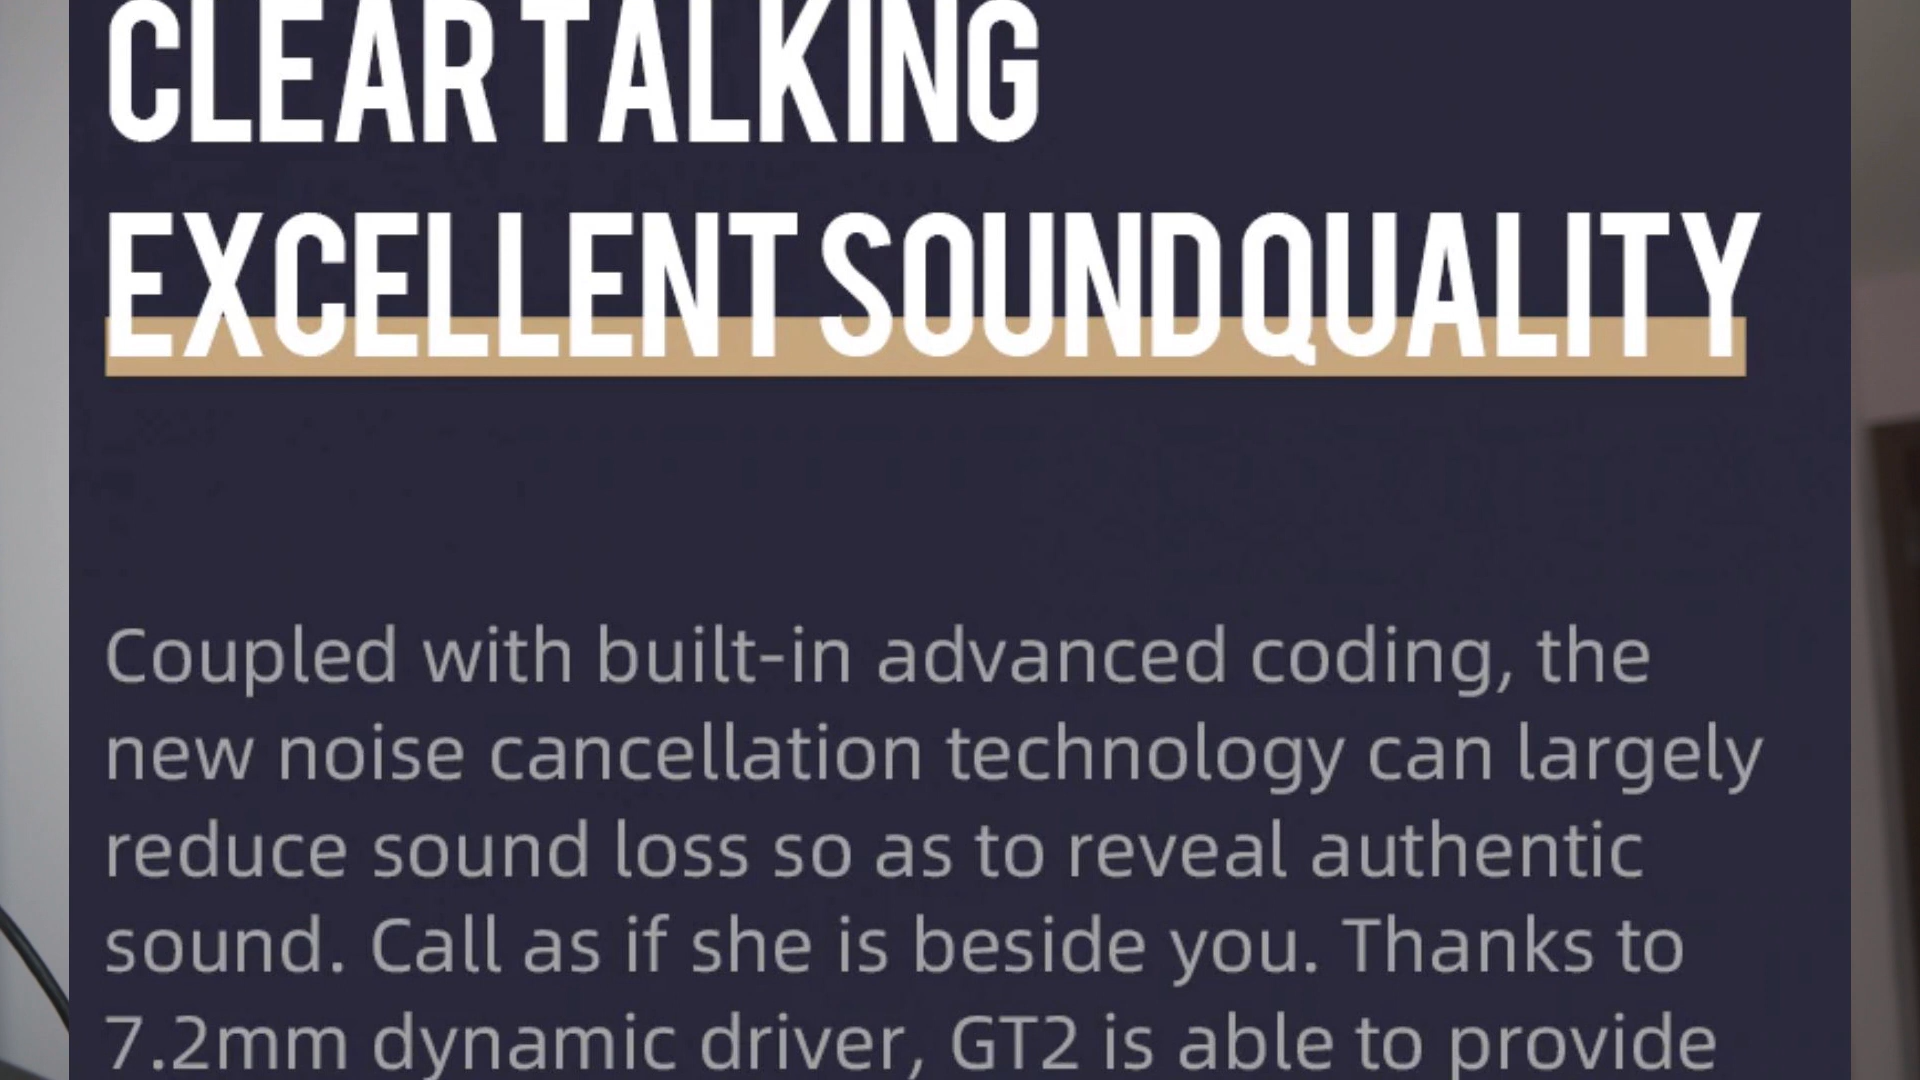 CLEAR TALKING
EXCELLENT SOUND QUALITY
Coupled with built-in advanced coding, the
new noise cancellation technology can largely
reduce sound loss so as to reveal authentic
sound. Call as if she is beside you. Thanks to
7.2mm dynamic driver, GT2 is able to provide